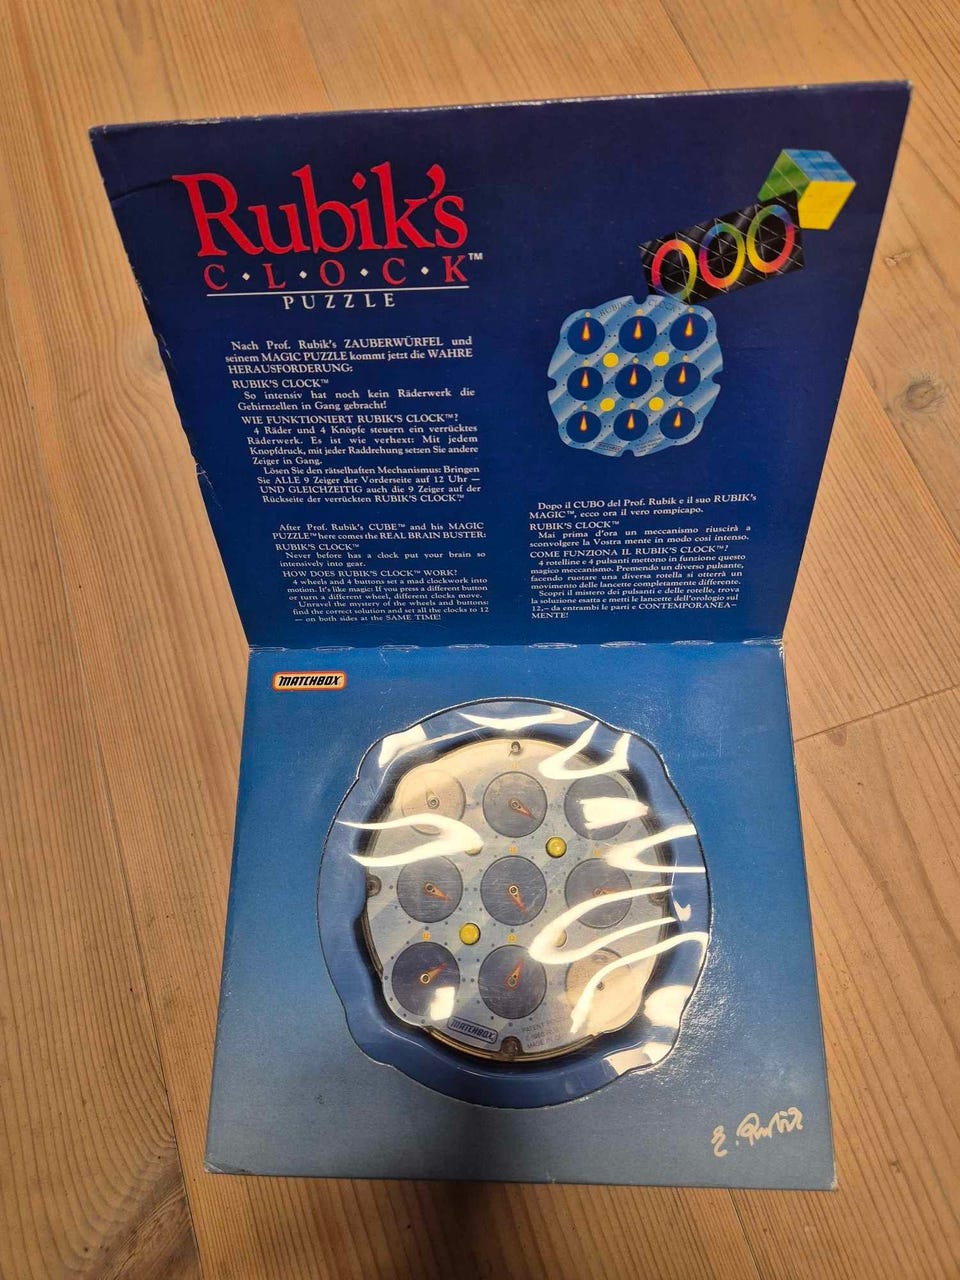 Rubik's
C·L·O·C·K™
PUZZLE
Nach Prof. Rubik's ZAUBERWÜRFEL und
seinem MAGIC PUZZLE kommt jetzt die WAHRE
HERAUSFORDERUNG:
RUBIK'S CLOCK™
So intensiv hat noch kein Räderwerk die
Gehirnzellen in Gang gebracht!
WIE FUNKTIONIERT RUBIK'S CLOCK™?
4 Räder und 4 Knöpfe steuern ein verrücktes
Räderwerk. Es ist wie verhext: Mit jedem
Knopfdruck, mit jeder Raddrehung setzen Sie andere
Zeiger in Gang.
Lösen Sie den rätselhaften Mechanismus: Bringen
Sie ALLE 9 Zeiger der Vorderseite auf 12 Uhr —
UND GLEICHZEITIG auch die 9 Zeiger auf der
Rückseite der verrückten RUBIK'S CLOCK™
After Prof. Rubik's CUBE™ and his MAGIC
PUZZLE™ here comes the REAL BRAIN BUSTER:
RUBIK'S CLOCK™
Never before has a clock put your brain so
intensively into gear.
HOW DOES RUBIK'S CLOCK™ WORK?
4 wheels and 4 buttons set a mad clockwork into
motion. It's like magic: If you press a different button
or turn a different wheel, different clocks move.
Unravel the mystery of the wheels and buttons:
find the correct solution and set all the clocks to 12
— on both sides at the SAME TIME!
RUBIK'S CLOCK
Dopo il CUBO del Prof. Rubik e il suo RUBIK'S
MAGIC™, ecco ora il vero rompicapo.
RUBIK'S CLOCK™
Mai prima d'ora un meccanismo riuscirà a
sconvolgere la Vostra mente in modo così intenso.
COME FUNZIONA IL RUBIK'S CLOCK™?
4 rotelline e 4 pulsanti mettono in funzione questo
magico meccanismo. Premendo un diverso pulsante,
facendo ruotare una diversa rotella si otterrà un
movimento delle lancette completamente differente.
Scopri il mistero dei pulsanti e delle rotelle, trova
la soluzione esatta e metti le lancette dell'orologio sul
12,— da entrambi le parti e CONTEMPORANEA–
MENTE!
MATCHBOX
MATCHBOX
PATENT
MADE IN
E. Rubik